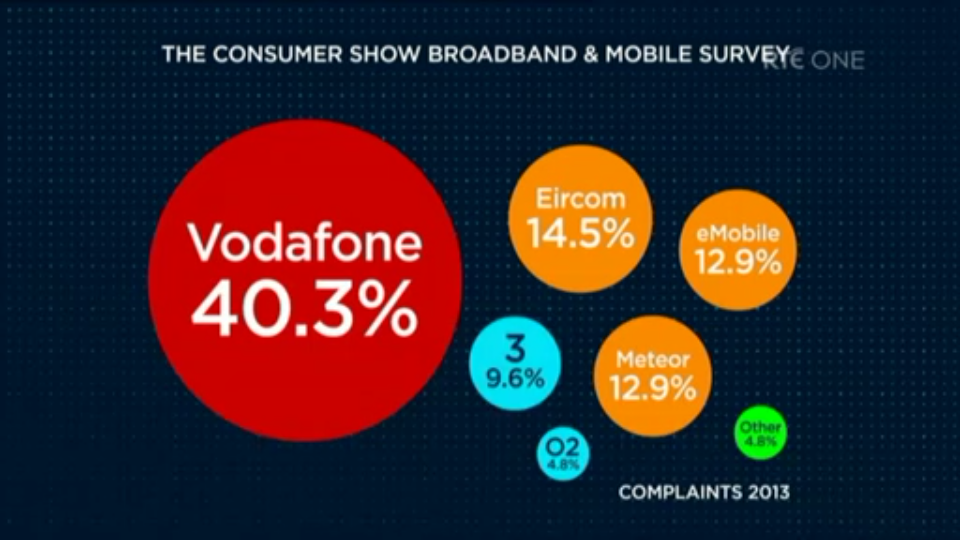 THE CONSUMER SHOW BROADBAND & MOBILE SURVEY
RTÉ ONE
Vodafone
40.3%
Eircom
14.5%
eMobile
12.9%
3
9.6%
Meteor
12.9%
O2
4.8%
Other
4.8%
COMPLAINTS 2013